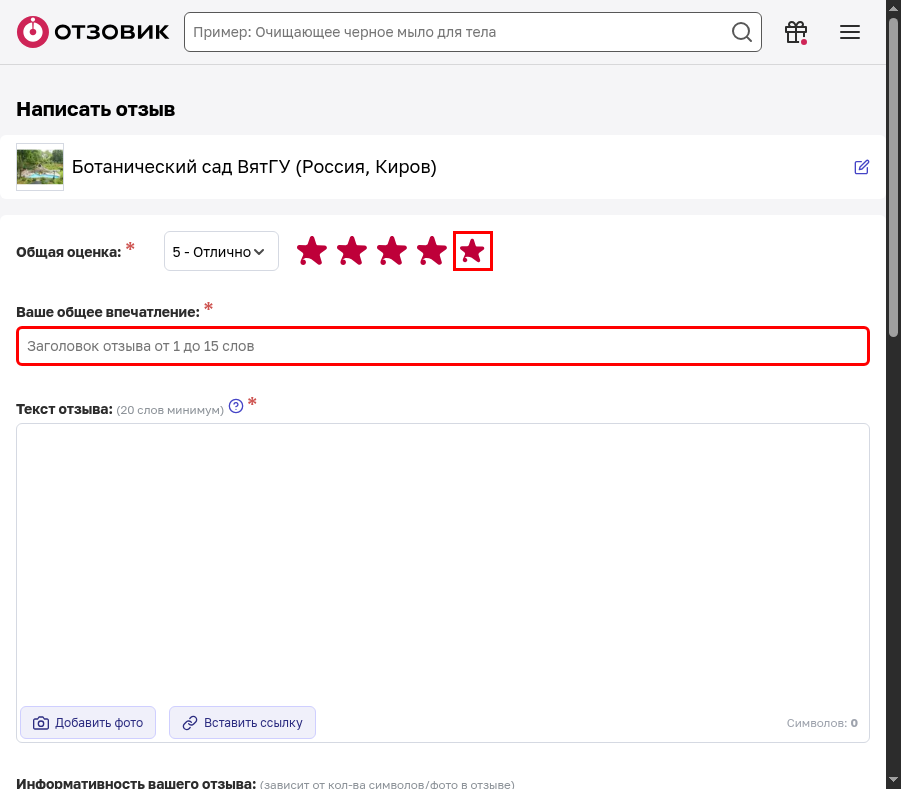 ОТЗОВИК
Пример: Очищающее черное мыло для тела
Написать отзыв
Ботанический сад ВятГУ (Россия, Киров)
Общая оценка: *
5 - Отлично
Ваше общее впечатление: *
Заголовок отзыва от 1 до 15 слов
Текст отзыва: (20 слов минимум) ? *
Добавить фото
Вставить ссылку
Символов: 0
Информативность вашего отзыва: (зависит от кол-ва символов/фото в отзыве)